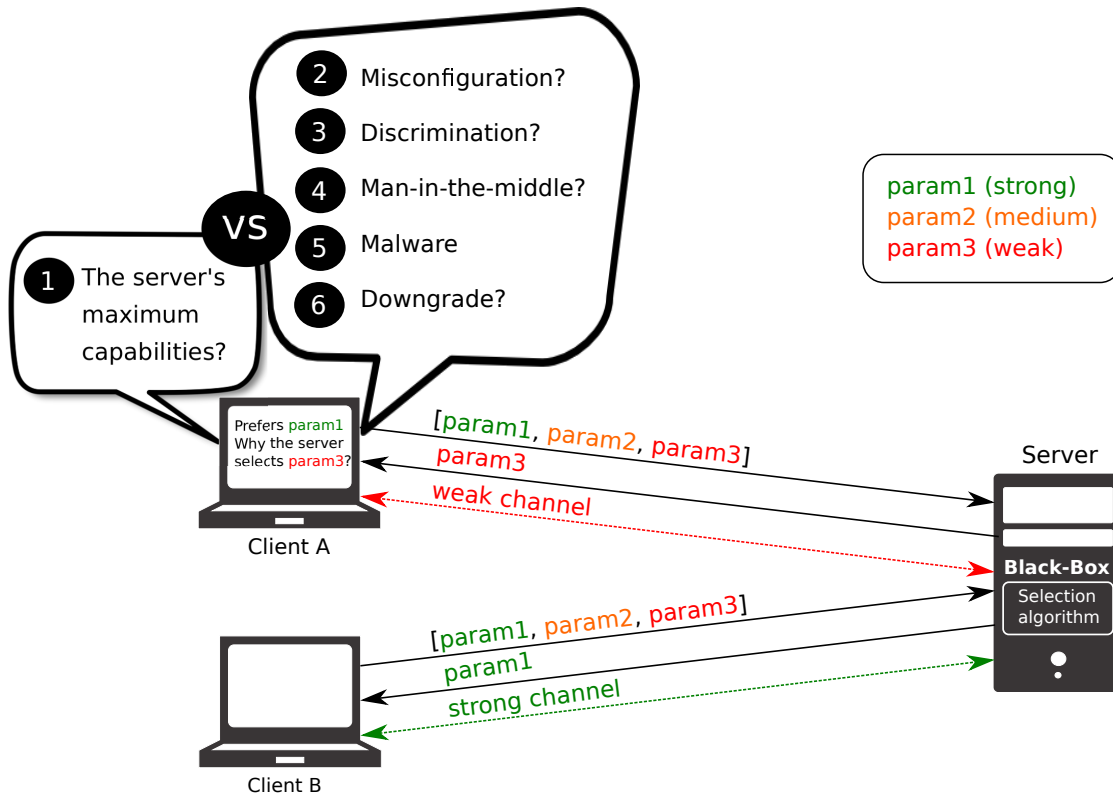 2 Misconfiguration?
3 Discrimination?
4 Man-in-the-middle?
5 Malware
6 Downgrade?
vs
1 The server's
maximum
capabilities?
param1 (strong)
param2 (medium)
param3 (weak)
Prefers param1
Why the server
selects param3?
Client A
[param1, param2, param3]
param3
weak channel
Server
Black-Box
Selection
algorithm
[param1, param2, param3]
param1
strong channel
Client B